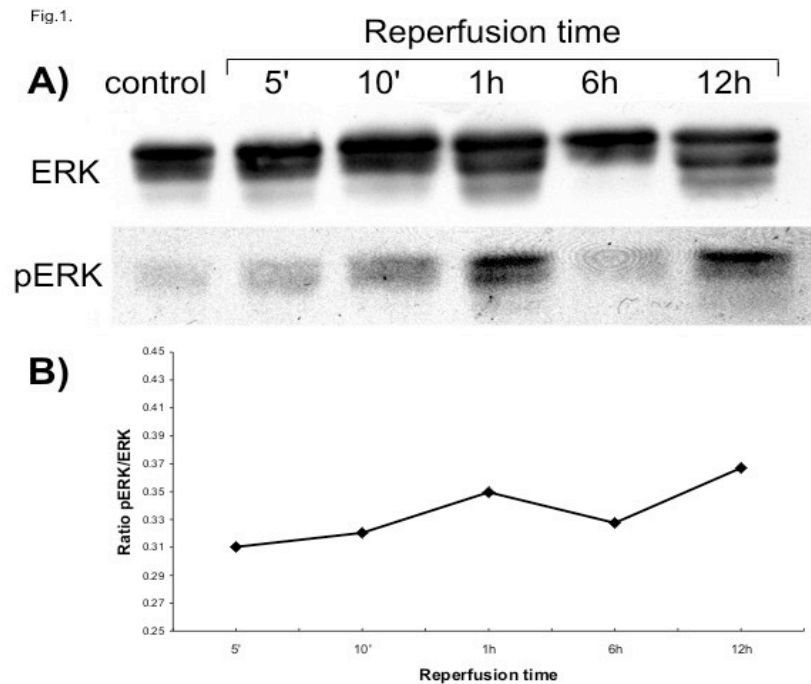 Fig.1.
Reperfusion time
A) control 5' 10' 1h 6h 12h
ERK
pERK
B)
0.45
0.43
0.41
0.39
0.37
0.35
0.33
0.31
0.29
0.27
0.25
Ratio pERK/ERK
5' 10' 1h 6h 12h
Reperfusion time